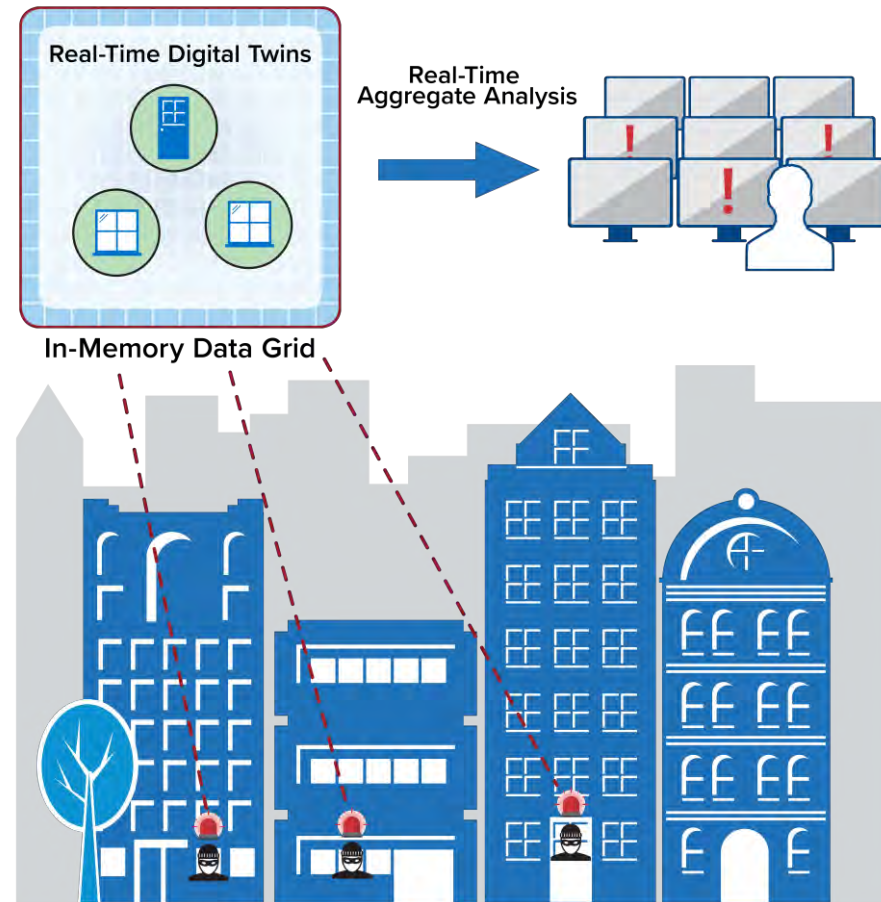 Real-Time Digital Twins
Real-Time
Aggregate Analysis
!
!
!
In-Memory Data Grid